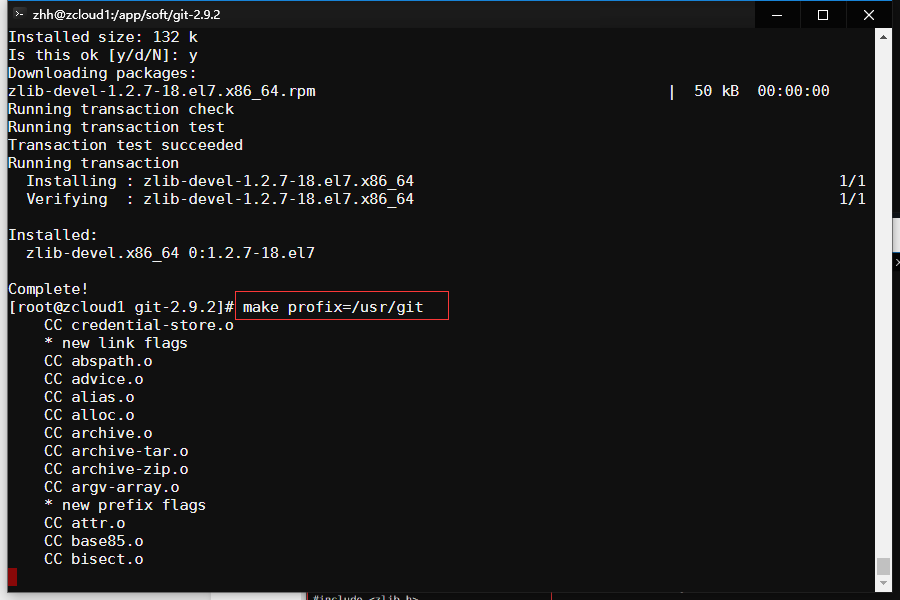 zhh@zcloud1:/app/soft/git-2.9.2
Installed size: 132 k
Is this ok [y/d/N]: y
Downloading packages:
zlib-devel-1.2.7-18.el7.x86_64.rpm | 50 kB 00:00:00
Running transaction check
Running transaction test
Transaction test succeeded
Running transaction
Installing : zlib-devel-1.2.7-18.el7.x86_64 1/1
Verifying : zlib-devel-1.2.7-18.el7.x86_64 1/1
Installed:
zlib-devel.x86_64 0:1.2.7-18.el7
Complete!
[root@zcloud1 git-2.9.2]# make profix=/usr/git
CC credential-store.o
* new link flags
CC abspath.o
CC advice.o
CC alias.o
CC alloc.o
CC archive.o
CC archive-tar.o
CC archive-zip.o
CC argv-array.o
* new prefix flags
CC attr.o
CC base85.o
CC bisect.o
#include <zlib.h>